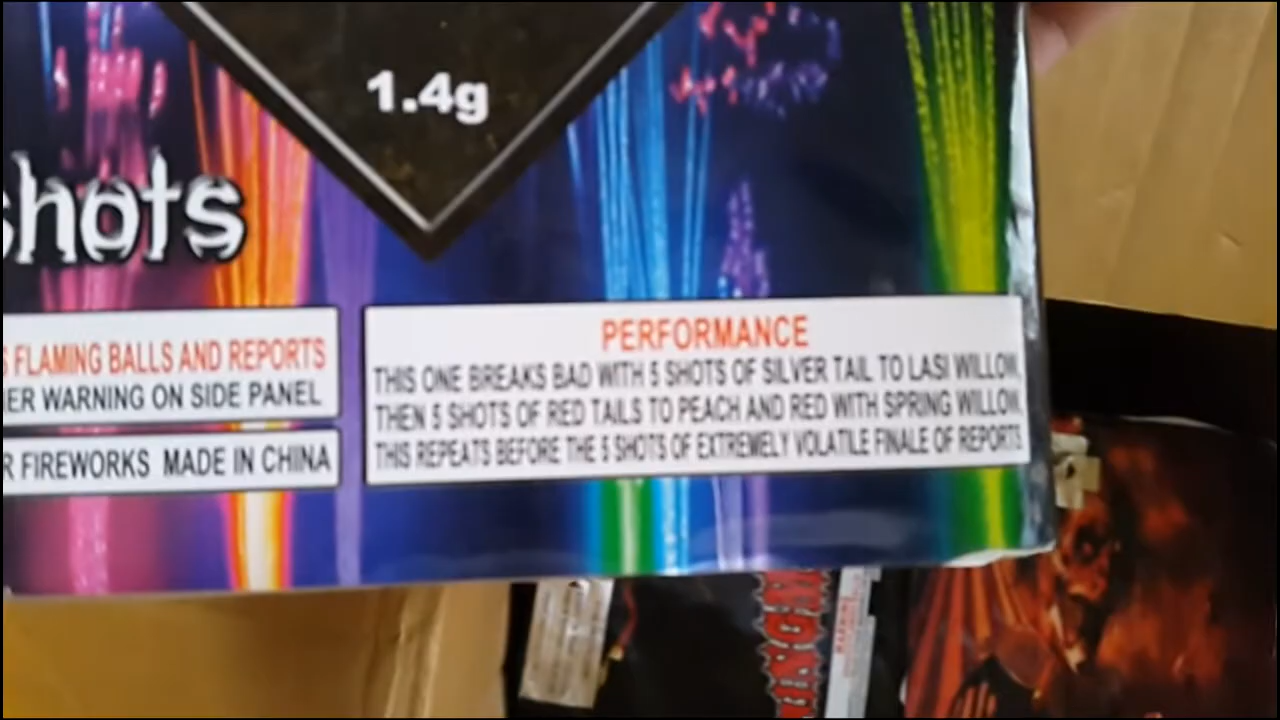 1.4g
shots
S FLAMING BALLS AND REPORTS
ER WARNING ON SIDE PANEL
R FIREWORKS MADE IN CHINA
PERFORMANCE
THIS ONE BREAKS BAD WITH 5 SHOTS OF SILVER TAIL TO LASI WILLOW,
THEN 5 SHOTS OF RED TAILS TO PEACH AND RED WITH SPRING WILLOW.
THIS REPEATS BEFORE THE 5 SHOTS OF EXTREMELY VOLATILE FINALE OF REPORTS
WARNING